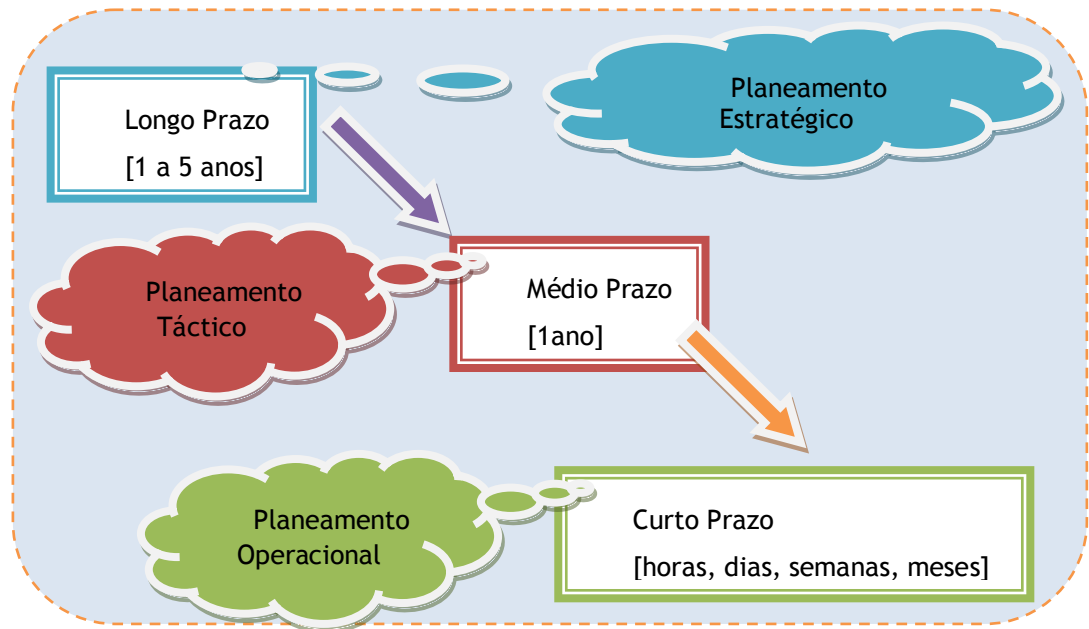 Planeamento
Estratégico
Longo Prazo
[1 a 5 anos]
Planeamento
Táctico
Médio Prazo
[1ano]
Planeamento
Operacional
Curto Prazo
[horas, dias, semanas, meses]